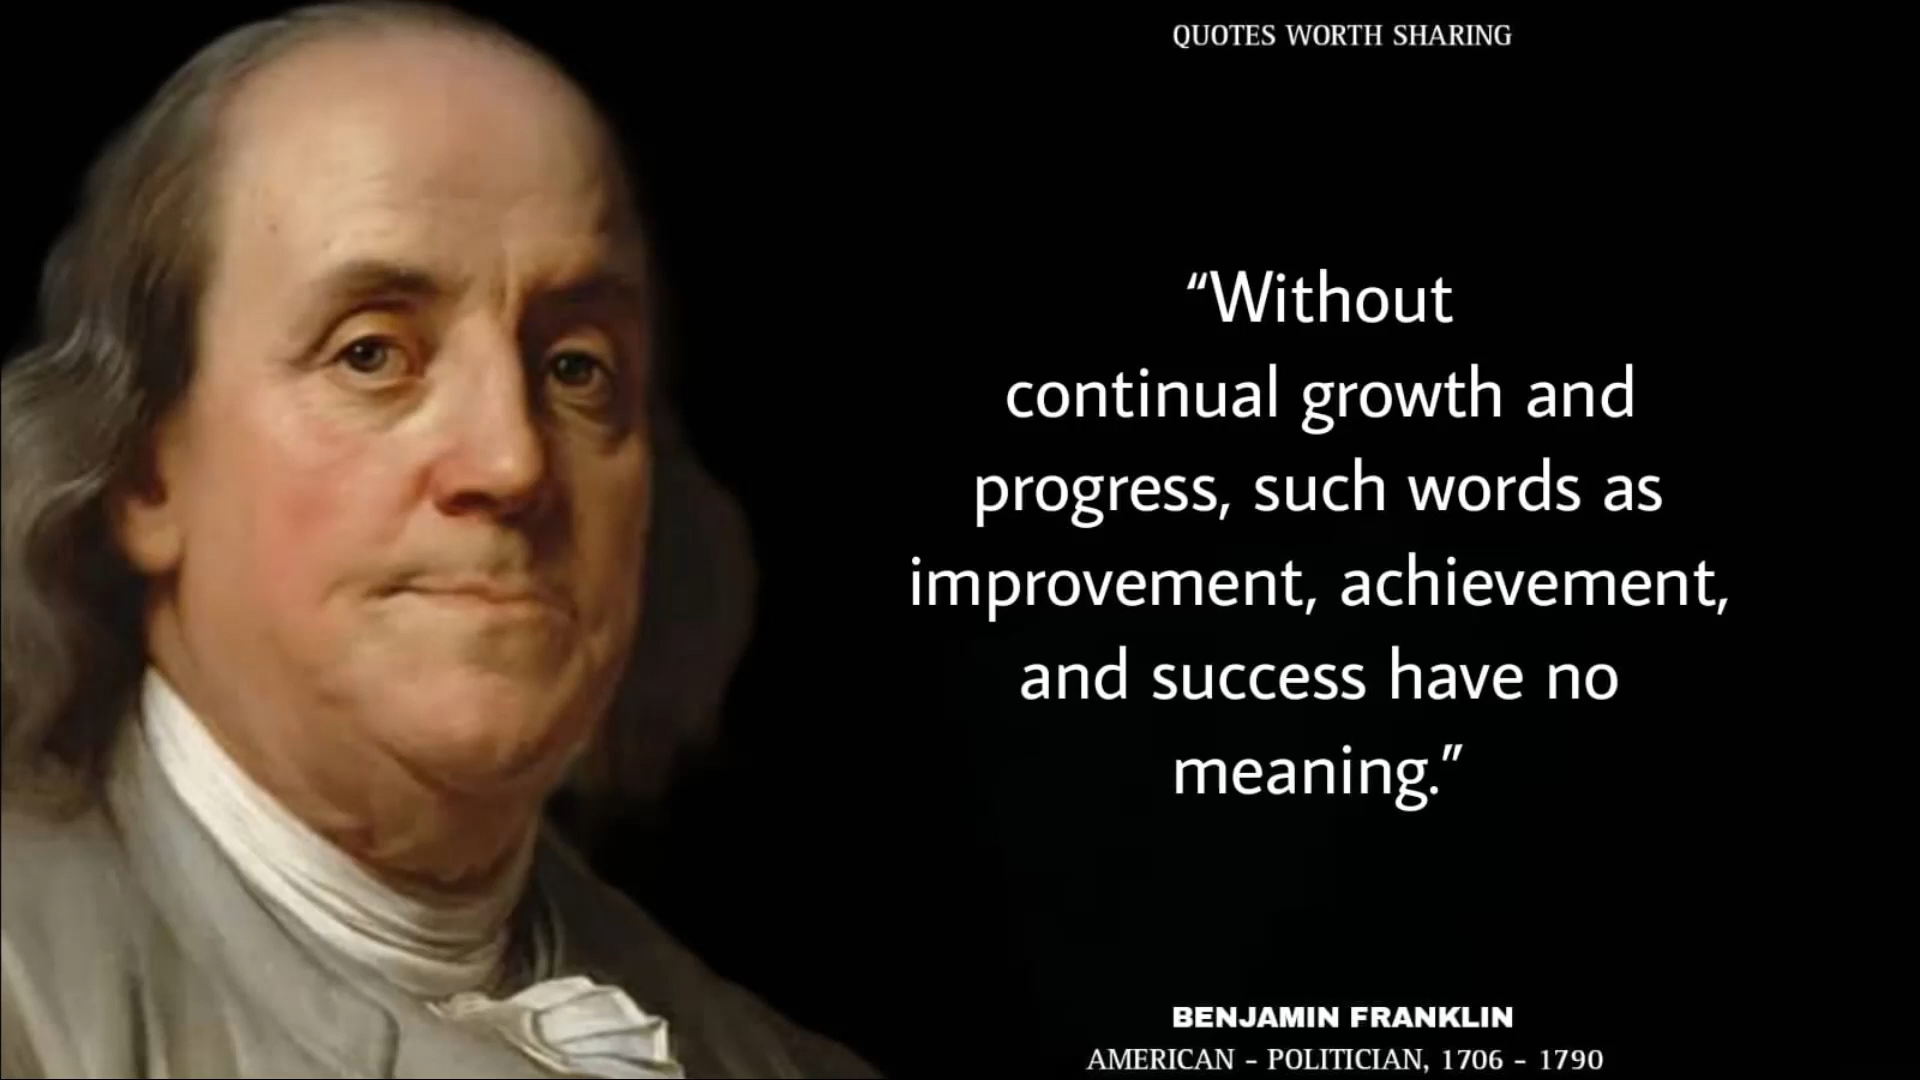 QUOTES WORTH SHARING
“Without
continual growth and
progress, such words as
improvement, achievement,
and success have no
meaning.”
BENJAMIN FRANKLIN
AMERICAN - POLITICIAN, 1706 - 1790